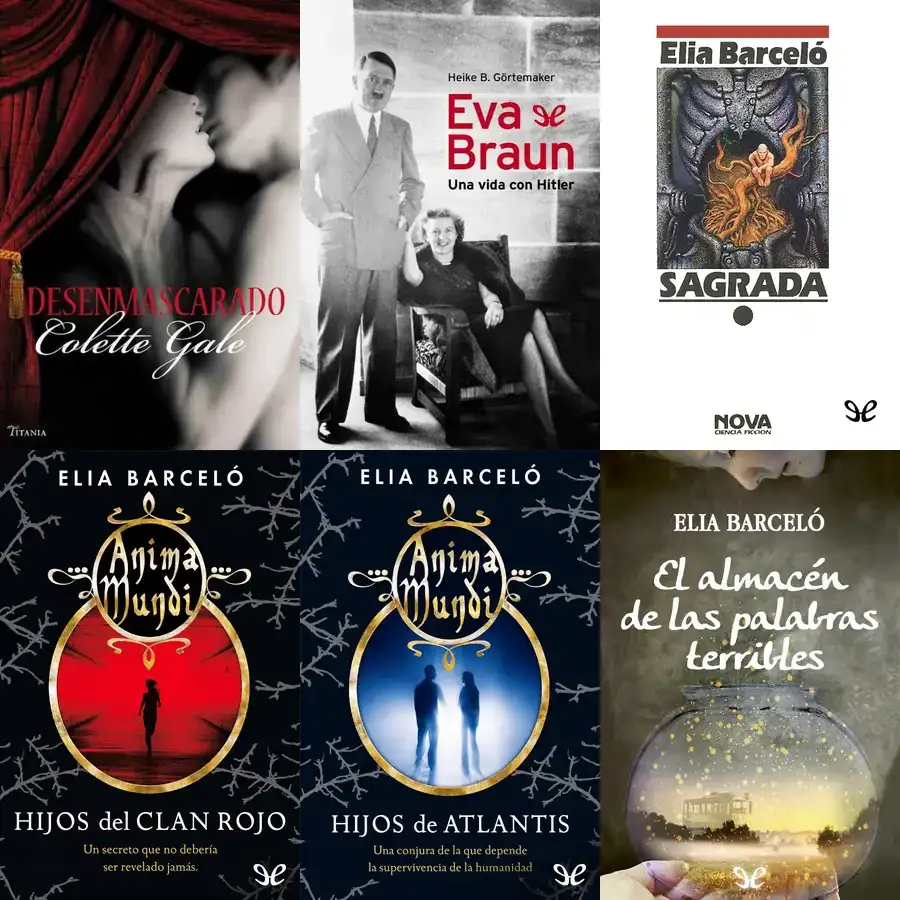 DESENMASCARADO
Colette Gale
TITANIA
Heike B. Görtemaker
Eva
Braun
Una vida con Hitler
Elia Barceló
SAGRADA
NOVA
CIENCIA FICCION
ELIA BARCELÓ
Anima
Mundi
HIJOS del CLAN ROJO
Un secreto que no debería
ser revelado jamás.
ELIA BARCELÓ
Anima
Mundi
HIJOS de ATLANTIS
Una conjura de la que depende
la supervivencia de la humanidad
ELIA BARCELÓ
El almacén
de las palabras
terribles